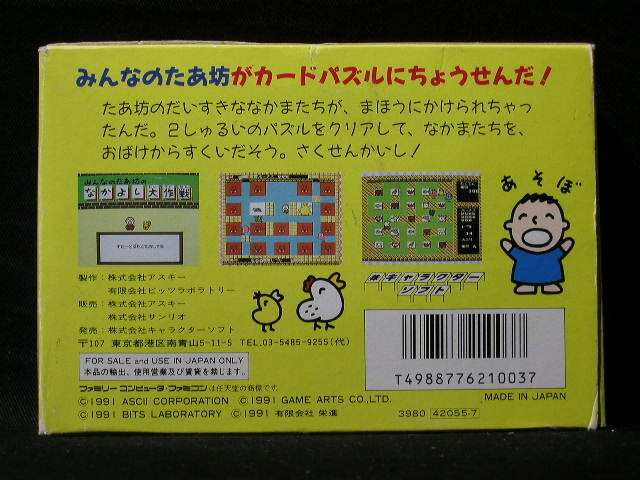 みんなのたあ坊がカードパズルにちょうせんだ!
たあ坊のだいすきななかまたちが、まほうにかけられちゃっ
たんだ。2しゅるいのパズルをクリアして、なかまたちを、
おばけからすくいだそう。さくせんかいし!
みんなのたあ坊の
なかよし大作戦
あそぼ
製作:株式会社アスキー
有限会社ビッツラボラトリー
販売:株式会社アスキー
株式会社サンリオ
発売:株式会社キャラクターソフト
〒107 東京都港区南青山5-11-5 TEL.03-5485-9255(代)
キャラクター
ソフト
FOR SALE and USE IN JAPAN ONLY
本品の輸出、使用営業及び賃貸を禁じます。
ファミリーコンピュータ・ファミコンは任天堂の商標です。
©1991 ASCII CORPORATION ©1991 GAME ARTS CO.,LTD.
©1991 BITS LABORATORY ©1991 有限会社 栄進
T4988776210037
MADE IN JAPAN
3980 42055-7